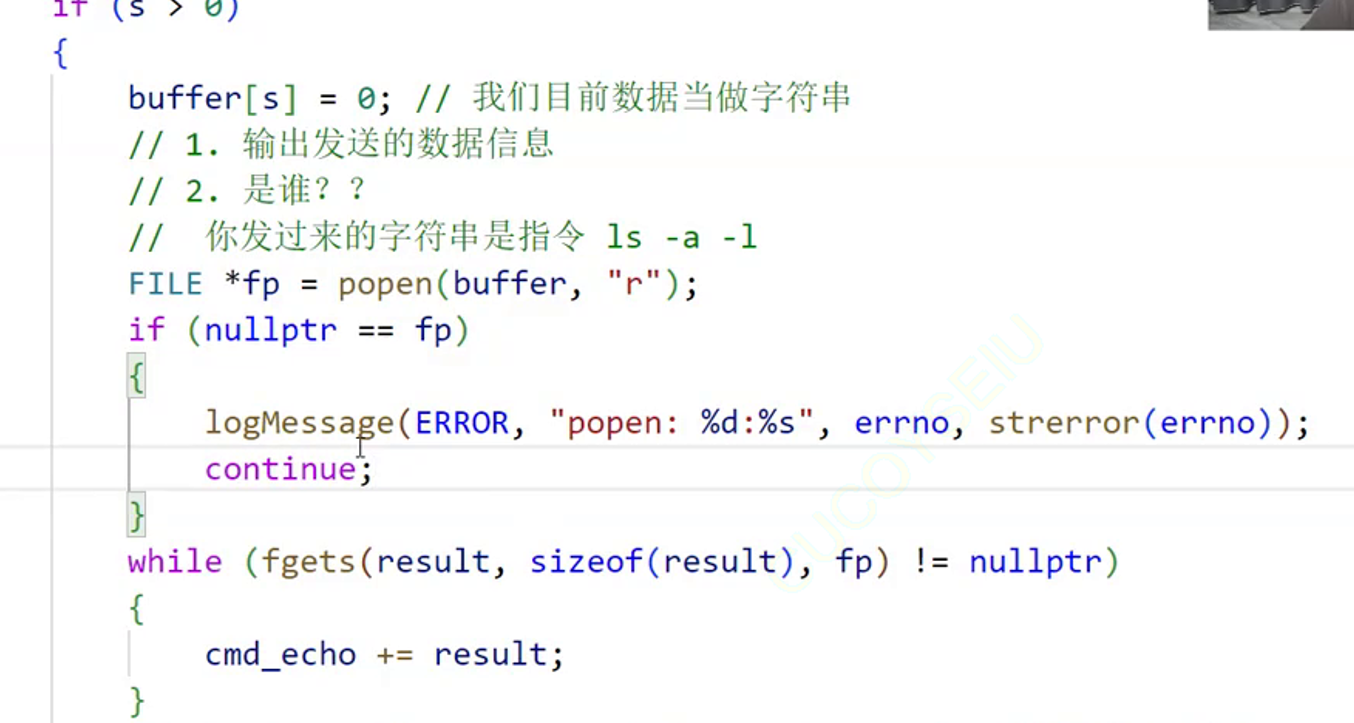 if (s > 0)
{
buffer[s] = 0; // 我们目前数据当做字符串
// 1. 输出发送的数据信息
// 2. 是谁？？
// 你发过来的字符串是指令 ls -a -l
FILE *fp = popen(buffer, "r");
if (nullptr == fp)
{
logMessage(ERROR, "popen: %d:%s", errno, strerror(errno));
continue;
}
while (fgets(result, sizeof(result), fp) != nullptr)
{
cmd_echo += result;
}